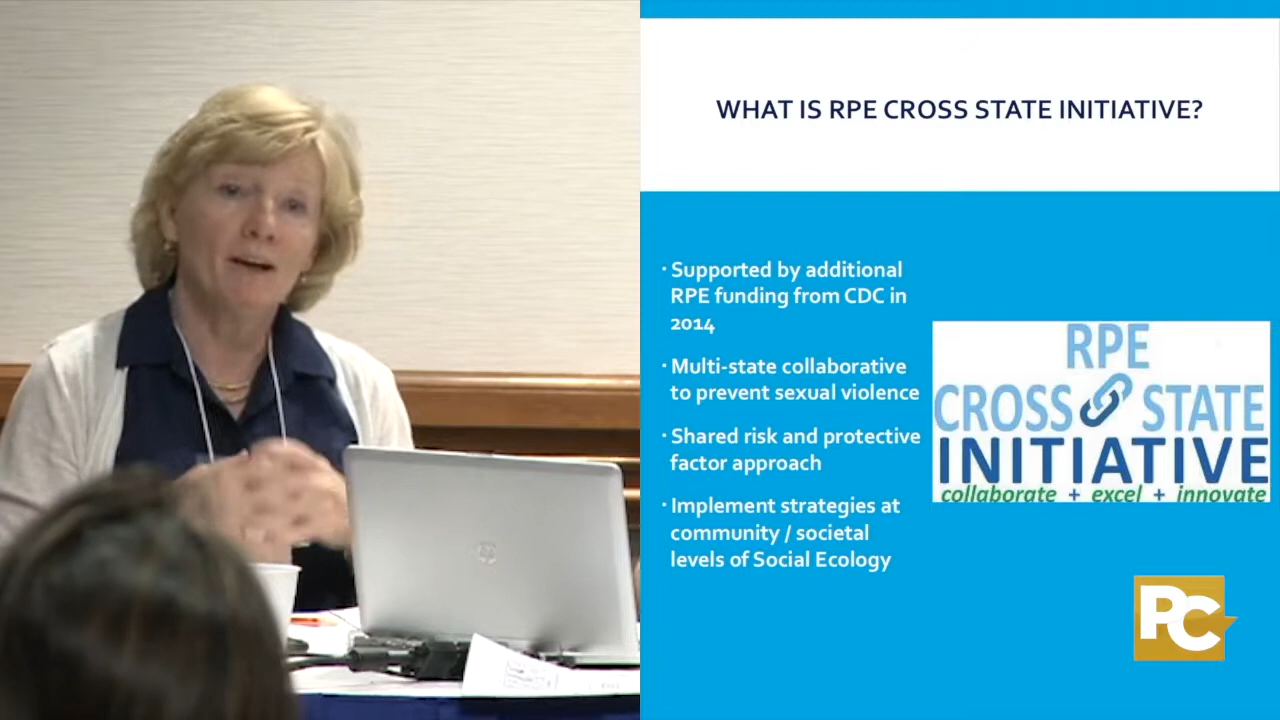 WHAT IS RPE CROSS STATE INITIATIVE?
· Supported by additional
RPE funding from CDC in
2014
· Multi-state collaborative
to prevent sexual violence
· Shared risk and protective
factor approach
· Implement strategies at
community / societal
levels of Social Ecology
RPE
CROSS STATE
INITIATIVE
collaborate + excel + innovate
PC
hp